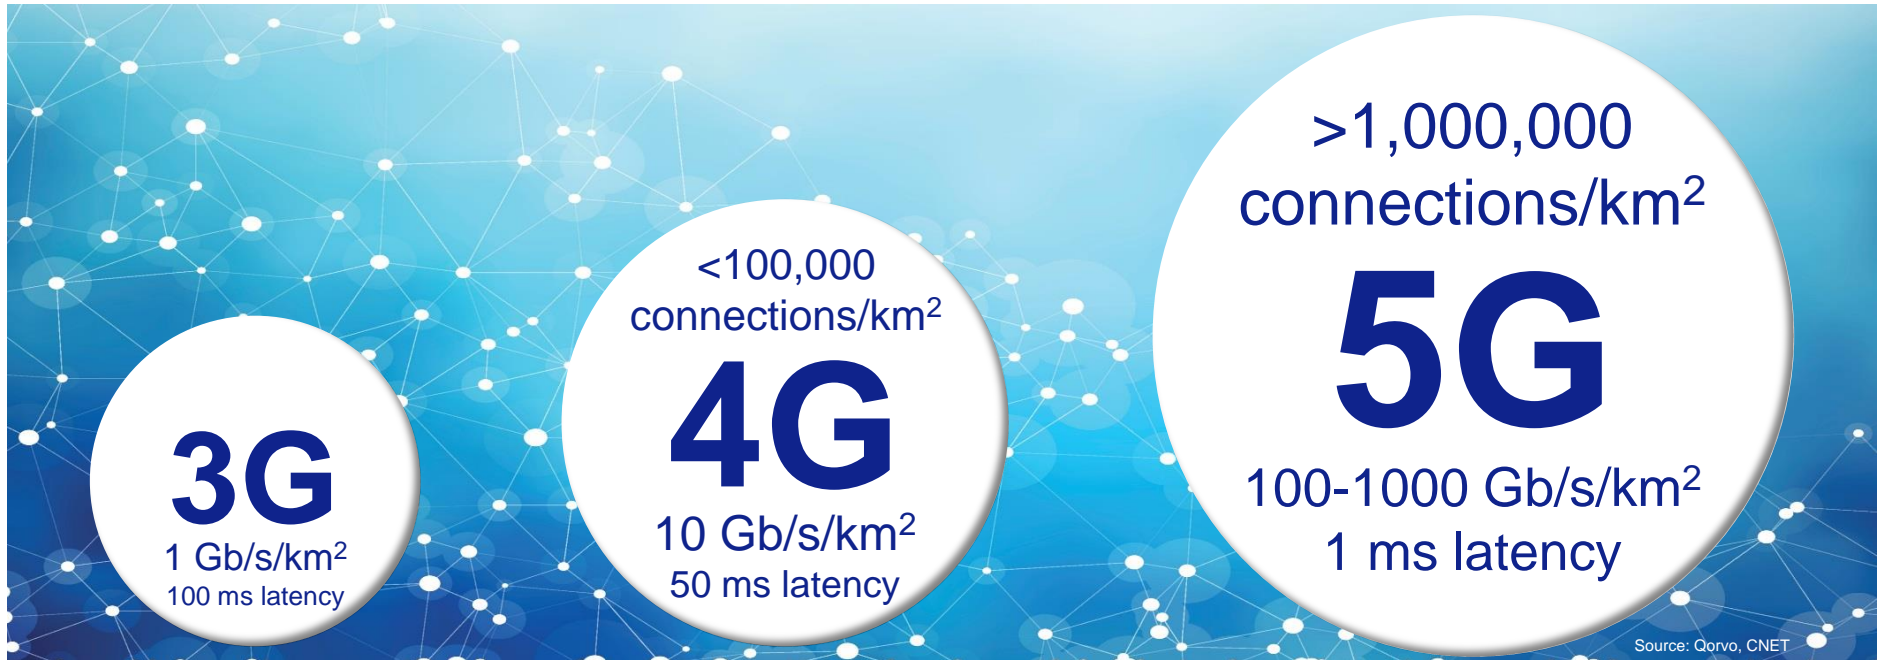 3G
1 Gb/s/km²
100 ms latency
<100,000
connections/km²
4G
10 Gb/s/km²
50 ms latency
>1,000,000
connections/km²
5G
100-1000 Gb/s/km²
1 ms latency
Source: Qorvo, CNET